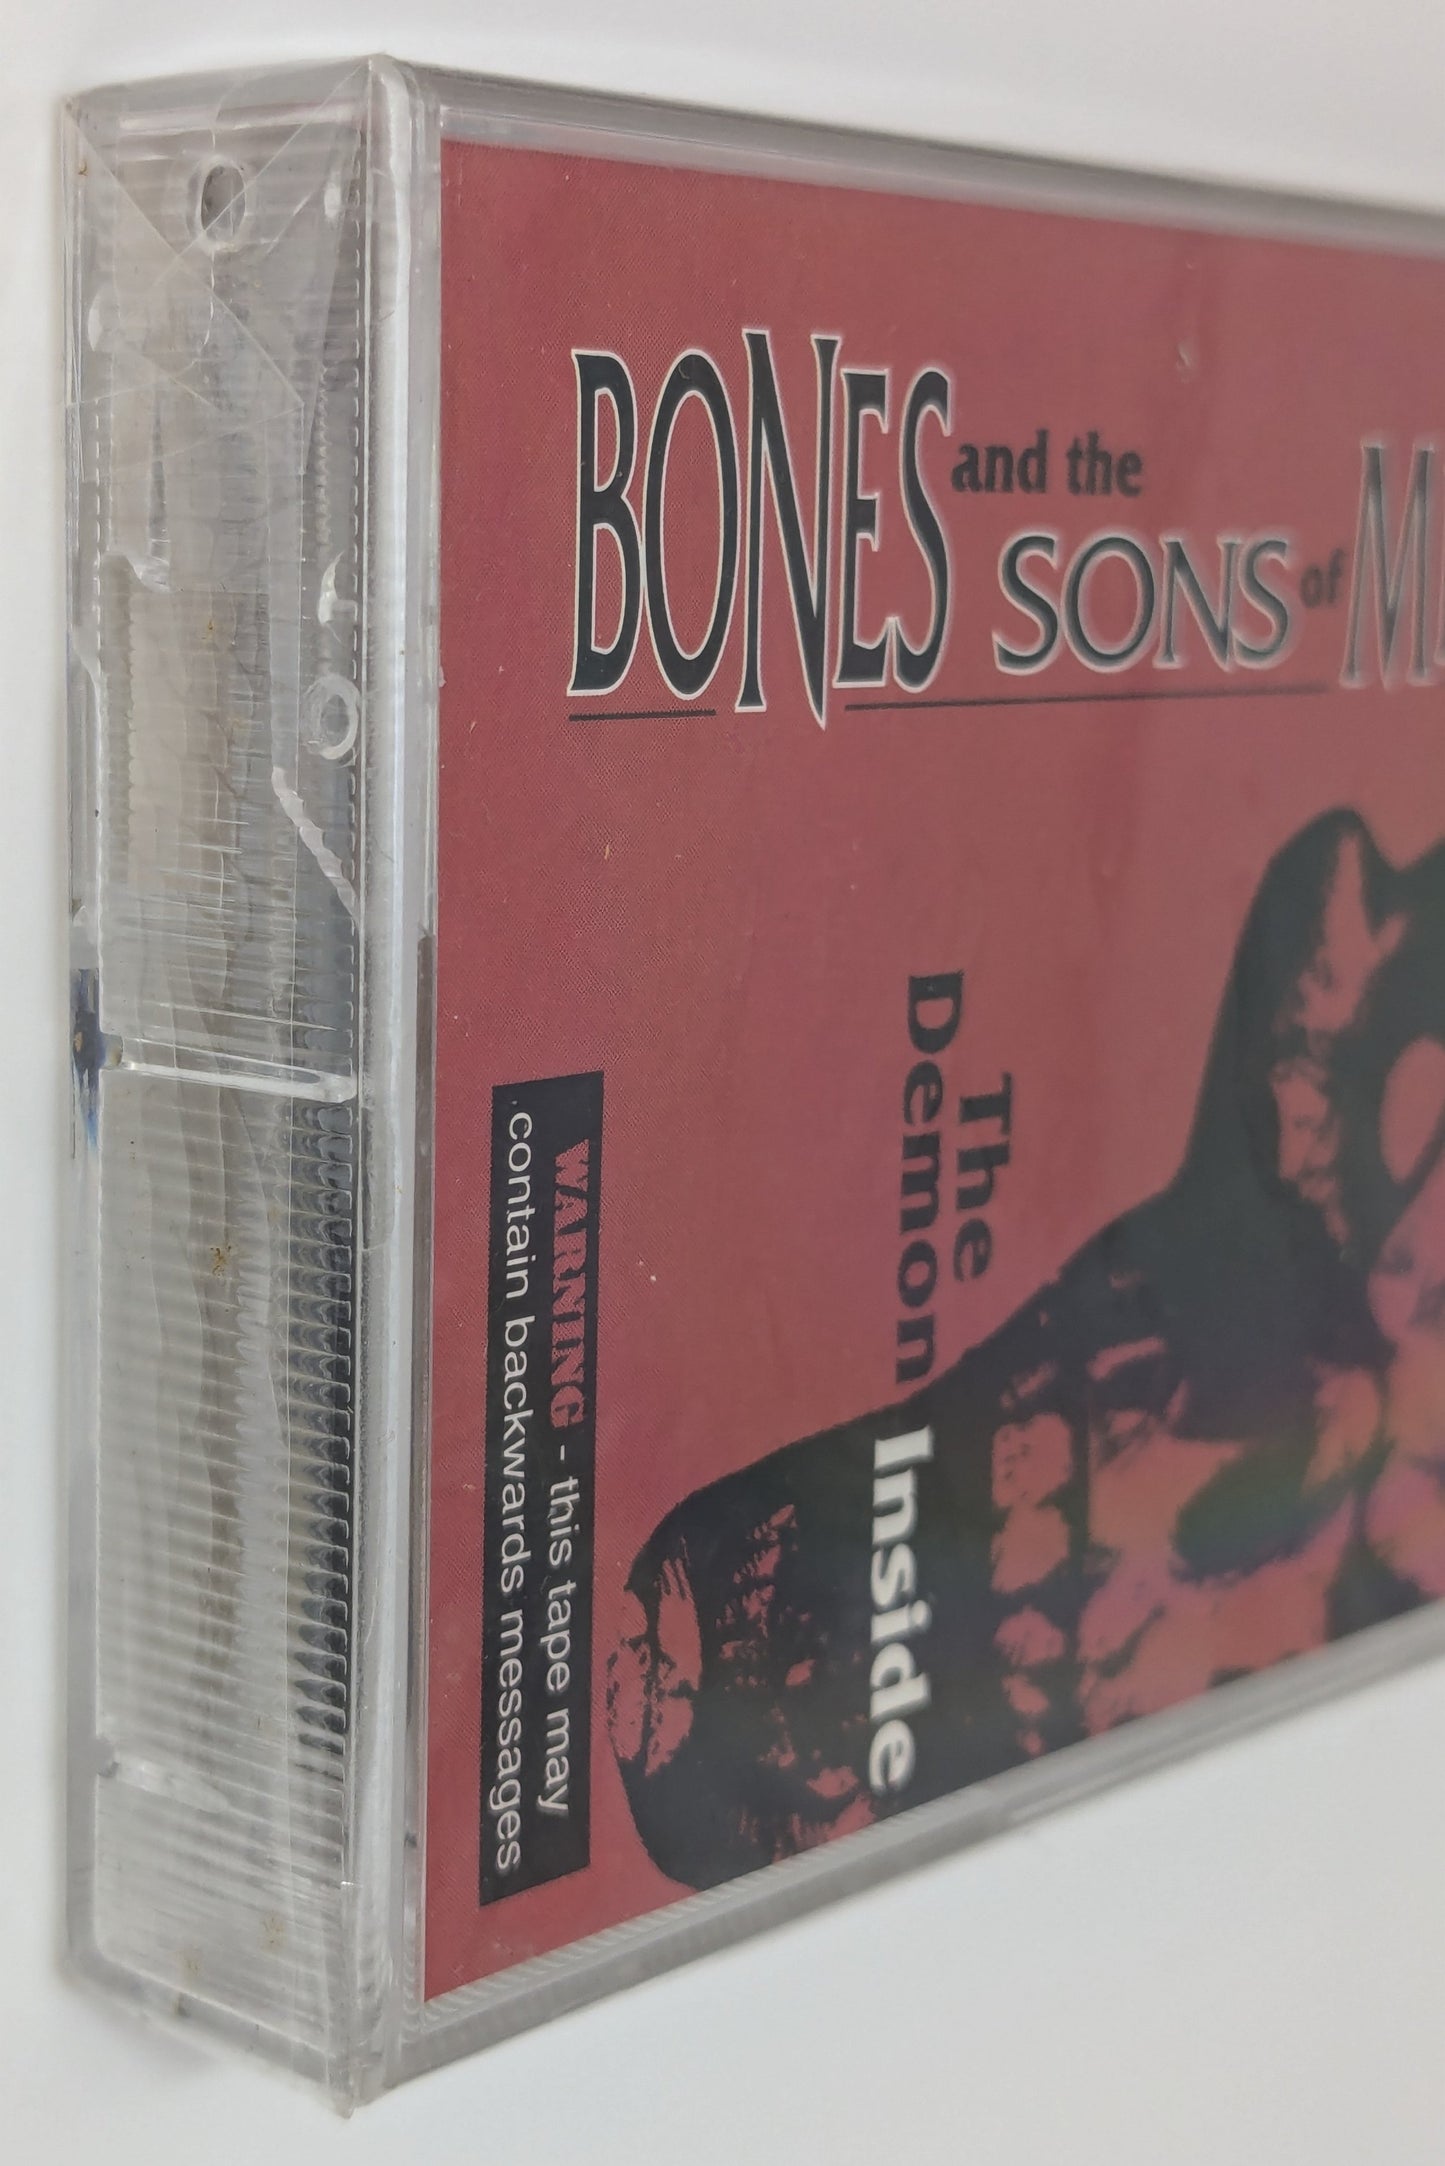 BONES and the
SONS of
The
Demon Inside
WARNING - this tape may
contain backwards messages